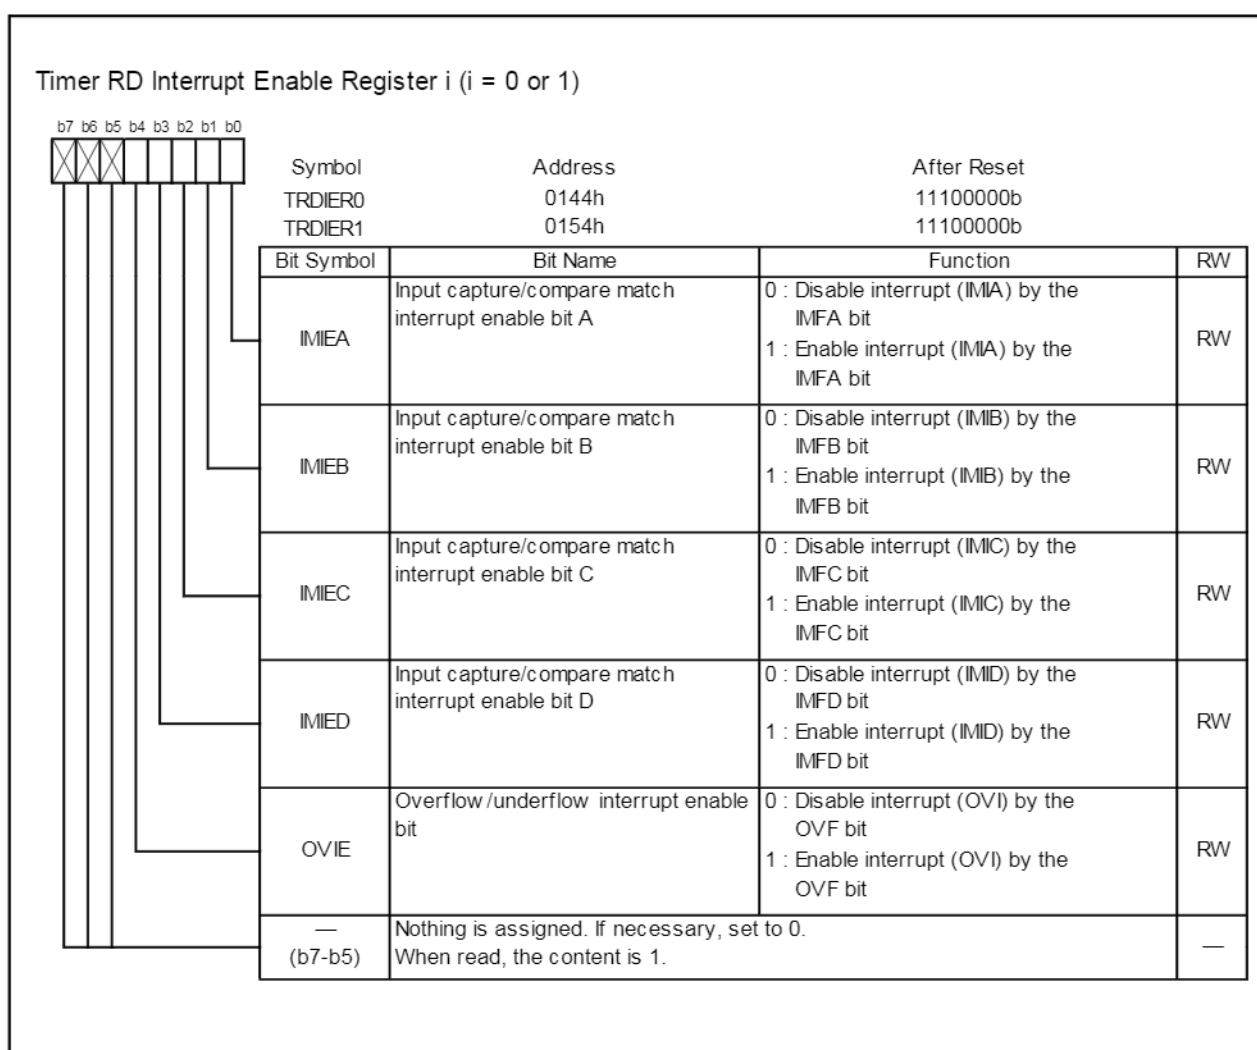 Timer RD Interrupt Enable Register i (i = 0 or 1)
b7 b6 b5 b4 b3 b2 b1 b0
Symbol Address After Reset
TRDIER0 0144h 11100000b
TRDIER1 0154h 11100000b
Bit Symbol Bit Name Function RW
IMIEA
Input capture/compare match
interrupt enable bit A
0 : Disable interrupt (IMIA) by the
IMFA bit
1 : Enable interrupt (IMIA) by the
IMFA bit
RW
IMIEB
Input capture/compare match
interrupt enable bit B
0 : Disable interrupt (IMIB) by the
IMFB bit
1 : Enable interrupt (IMIB) by the
IMFB bit
RW
IMIEC
Input capture/compare match
interrupt enable bit C
0 : Disable interrupt (IMIC) by the
IMFC bit
1 : Enable interrupt (IMIC) by the
IMFC bit
RW
IMIED
Input capture/compare match
interrupt enable bit D
0 : Disable interrupt (IMID) by the
IMFD bit
1 : Enable interrupt (IMID) by the
IMFD bit
RW
OVIE
Overflow/underflow interrupt enable
bit
0 : Disable interrupt (OVI) by the
OVF bit
1 : Enable interrupt (OVI) by the
OVF bit
RW
—
(b7-b5)
Nothing is assigned. If necessary, set to 0.
When read, the content is 1.
—